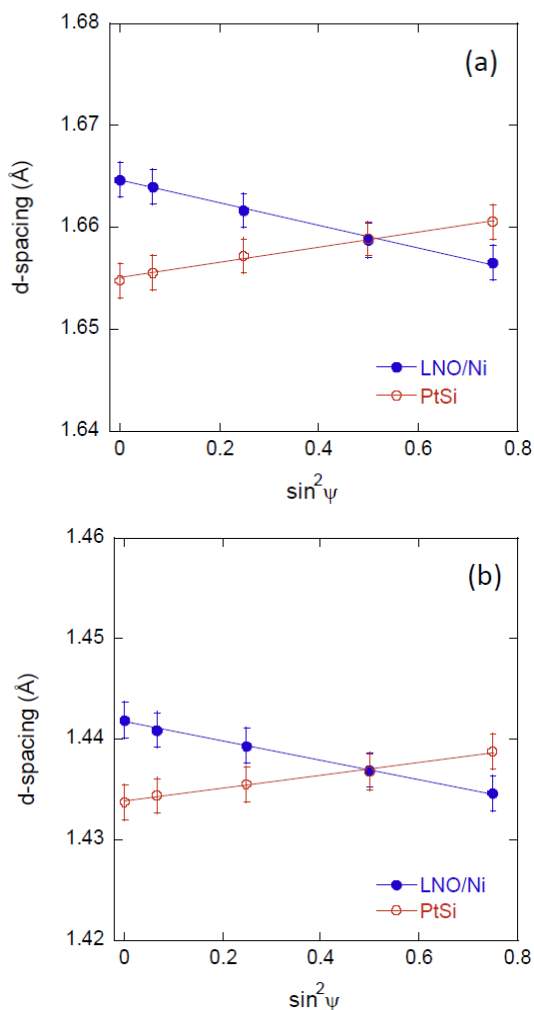 (a)
1.68
1.67
1.66
1.65
1.64
d-spacing (Å)
LNO/Ni
PtSi
0 0.2 0.4 0.6 0.8
sin²ψ
(b)
1.46
1.45
1.44
1.43
1.42
d-spacing (Å)
LNO/Ni
PtSi
0 0.2 0.4 0.6 0.8
sin²ψ